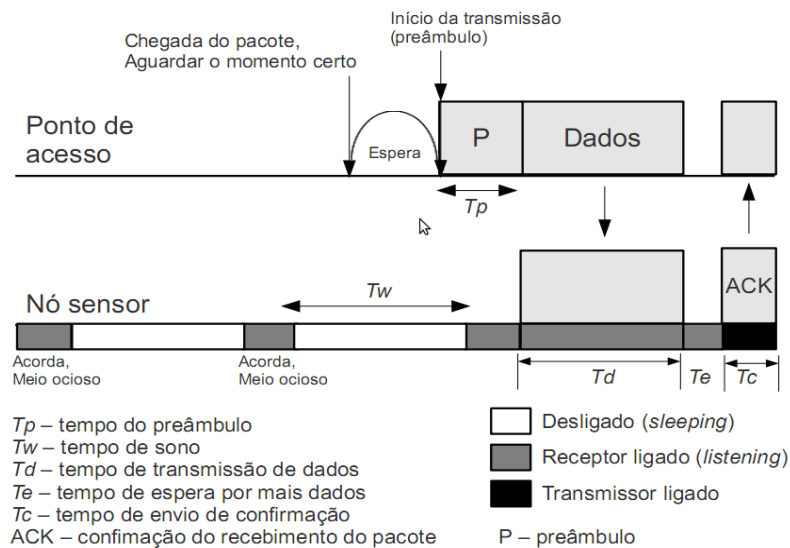 Início da transmissão
(preâmbulo)
Chegada do pacote,
Aguardar o momento certo
Ponto de
acesso
Espera
P
Dados
Tp
Nó sensor
Tw
ACK
Acorda,
Meio ocioso
Acorda,
Meio ocioso
Td
Te
Tc
Tp – tempo do preâmbulo
Tw – tempo de sono
Td – tempo de transmissão de dados
Te – tempo de espera por mais dados
Tc – tempo de envio de confirmação
ACK – confimação do recebimento do pacote
Desligado (sleeping)
Receptor ligado (listening)
Transmissor ligado
P – preâmbulo